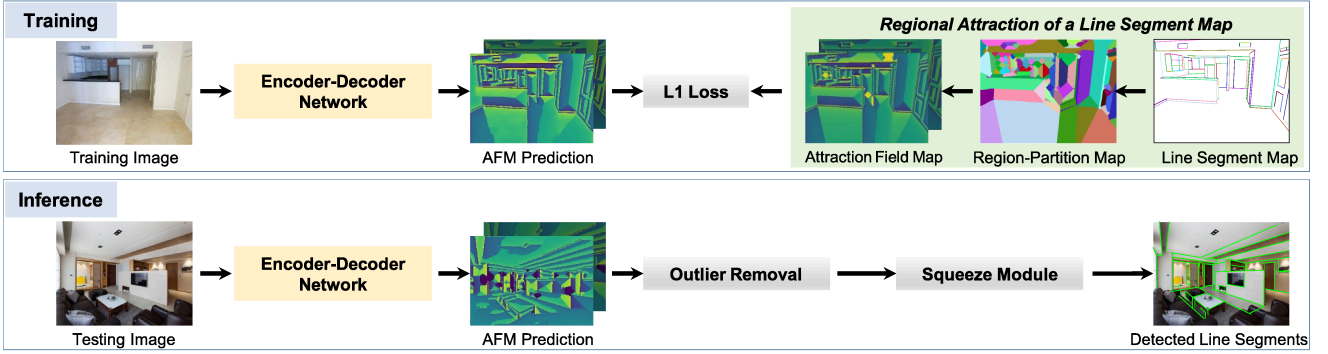 Training
Regional Attraction of a Line Segment Map
Encoder-Decoder
Network
L1 Loss
Training Image
AFM Prediction
Attraction Field Map
Region-Partition Map
Line Segment Map
Inference
Encoder-Decoder
Network
Outlier Removal
Squeeze Module
Testing Image
AFM Prediction
Detected Line Segments